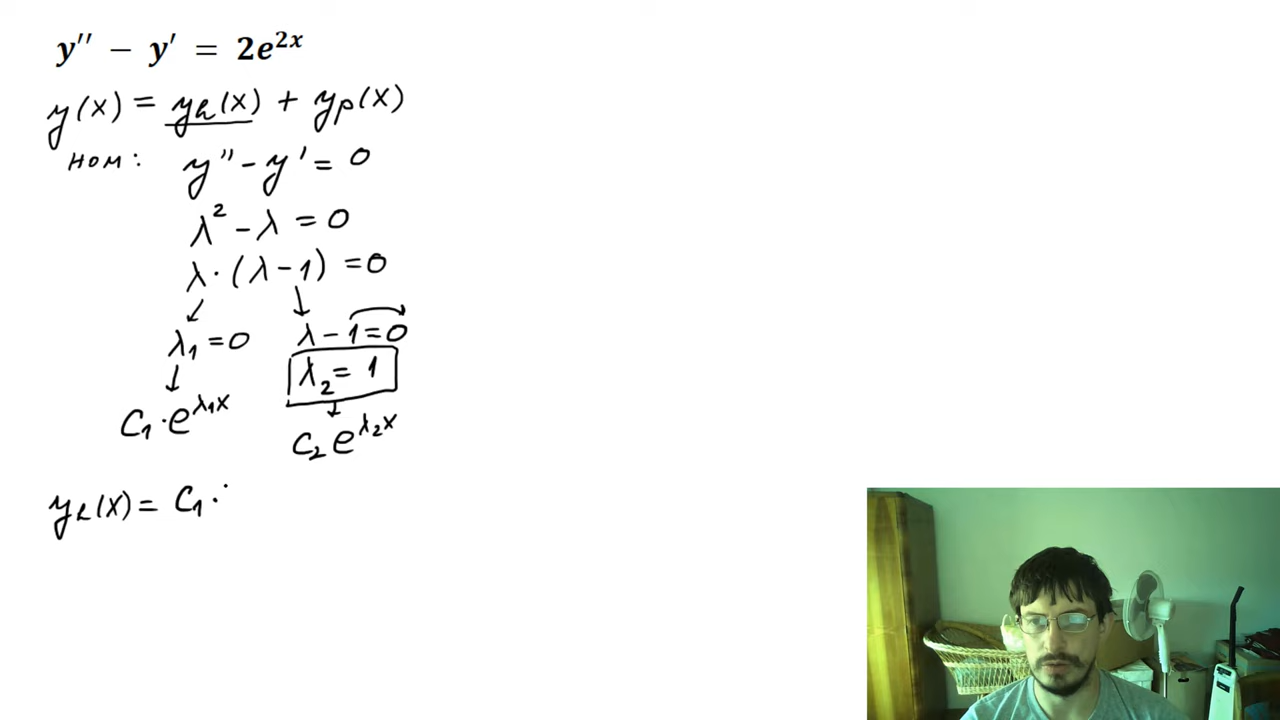 y'' − y' = 2e^{2x}
y(x) = y_h(x) + y_p(x)
HOM: y'' − y' = 0
λ² − λ = 0
λ · (λ − 1) = 0
λ₁ = 0 λ − 1 = 0
λ₂ = 1
C₁ · e^{λ₁x} C₂ e^{λ₂x}
y_h(x) = C₁ ·